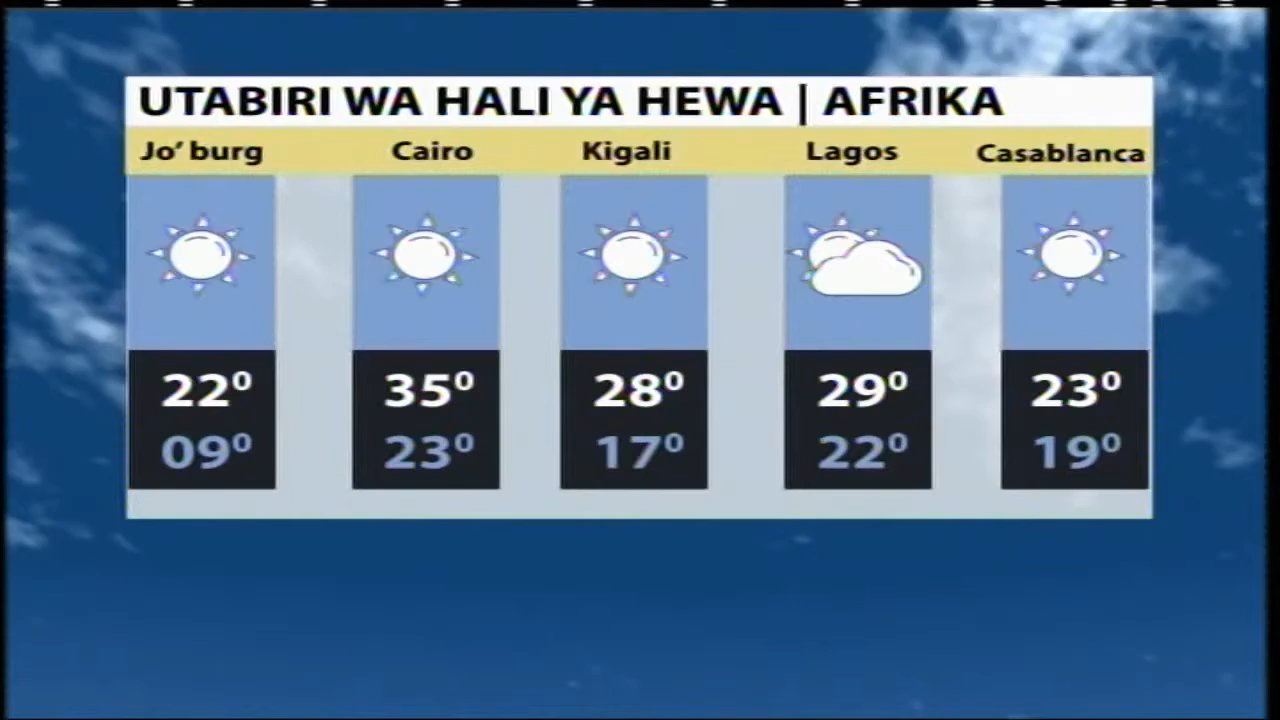 UTABIRI WA HALI YA HEWA | AFRIKA
Jo' burg Cairo Kigali Lagos Casablanca
22⁰ 35⁰ 28⁰ 29⁰ 23⁰
09⁰ 23⁰ 17⁰ 22⁰ 19⁰